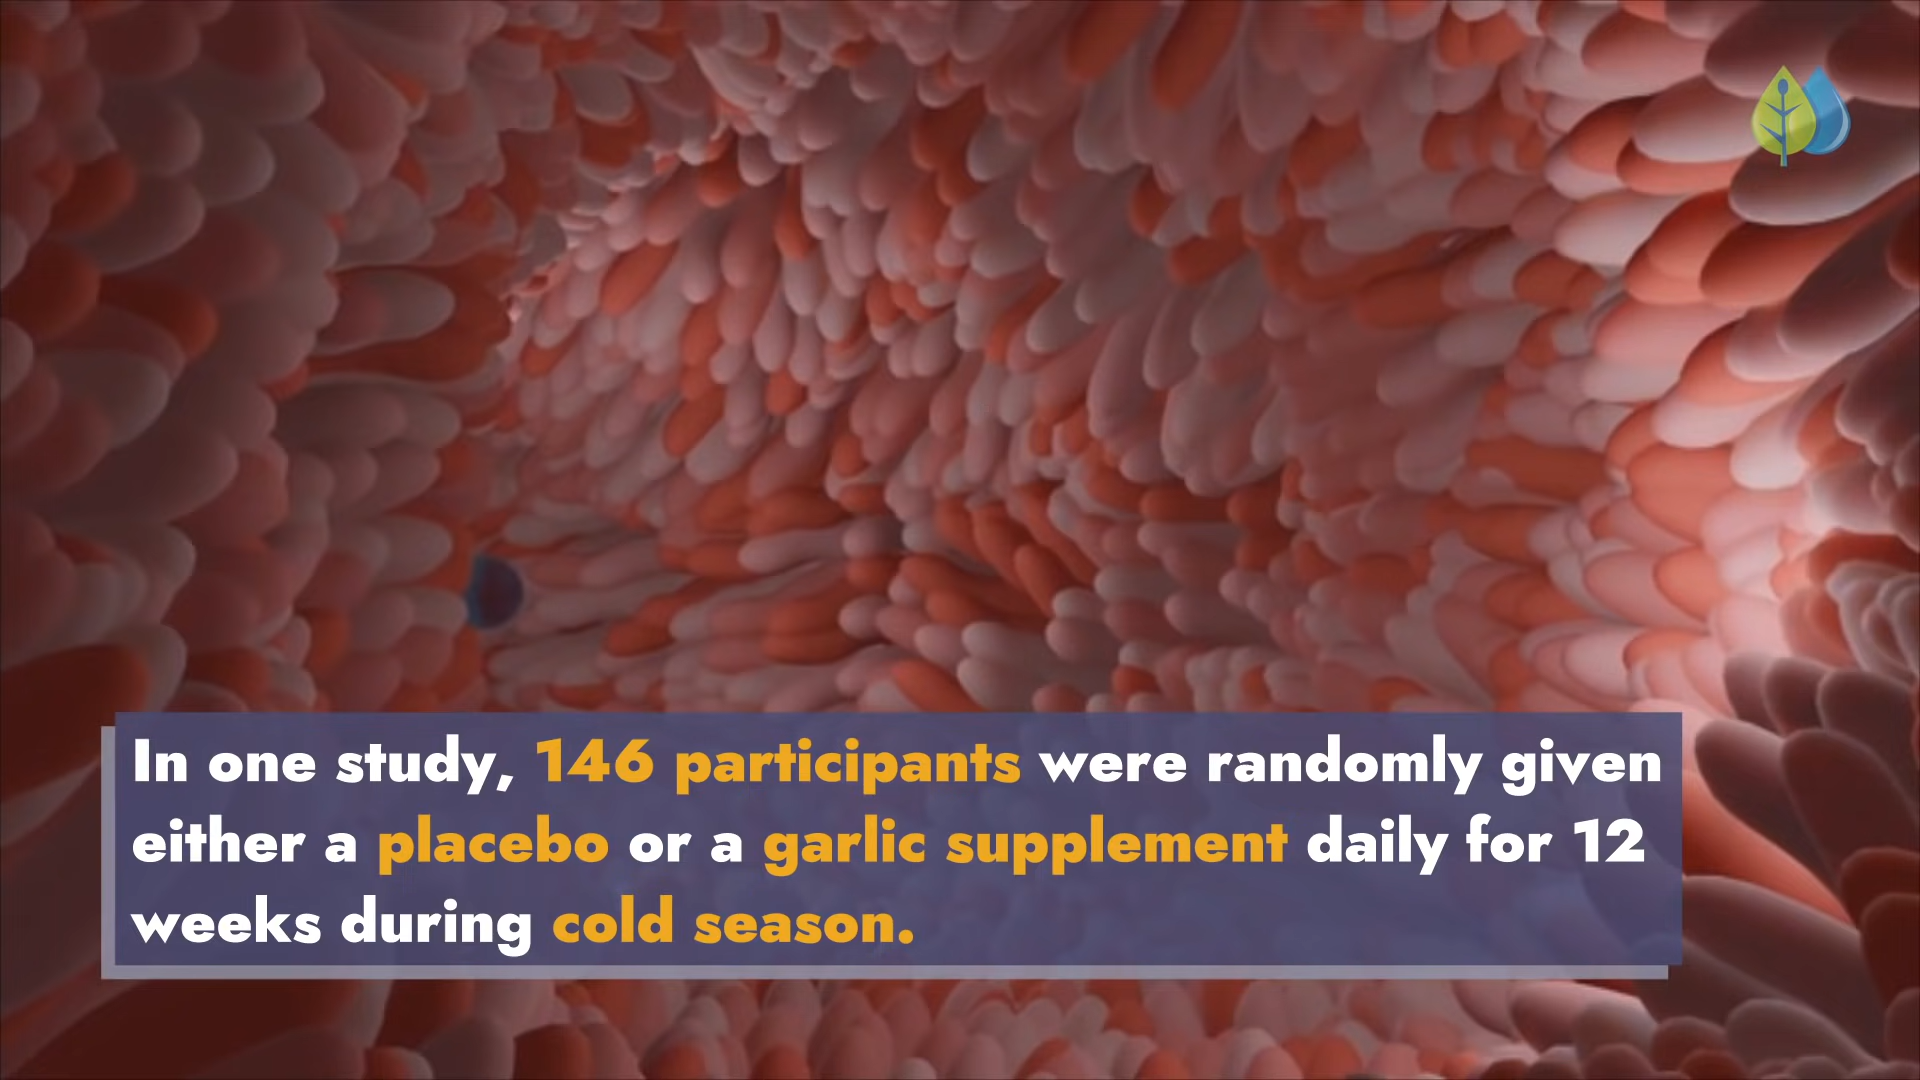 In one study, 146 participants were randomly given
either a placebo or a garlic supplement daily for 12
weeks during cold season.